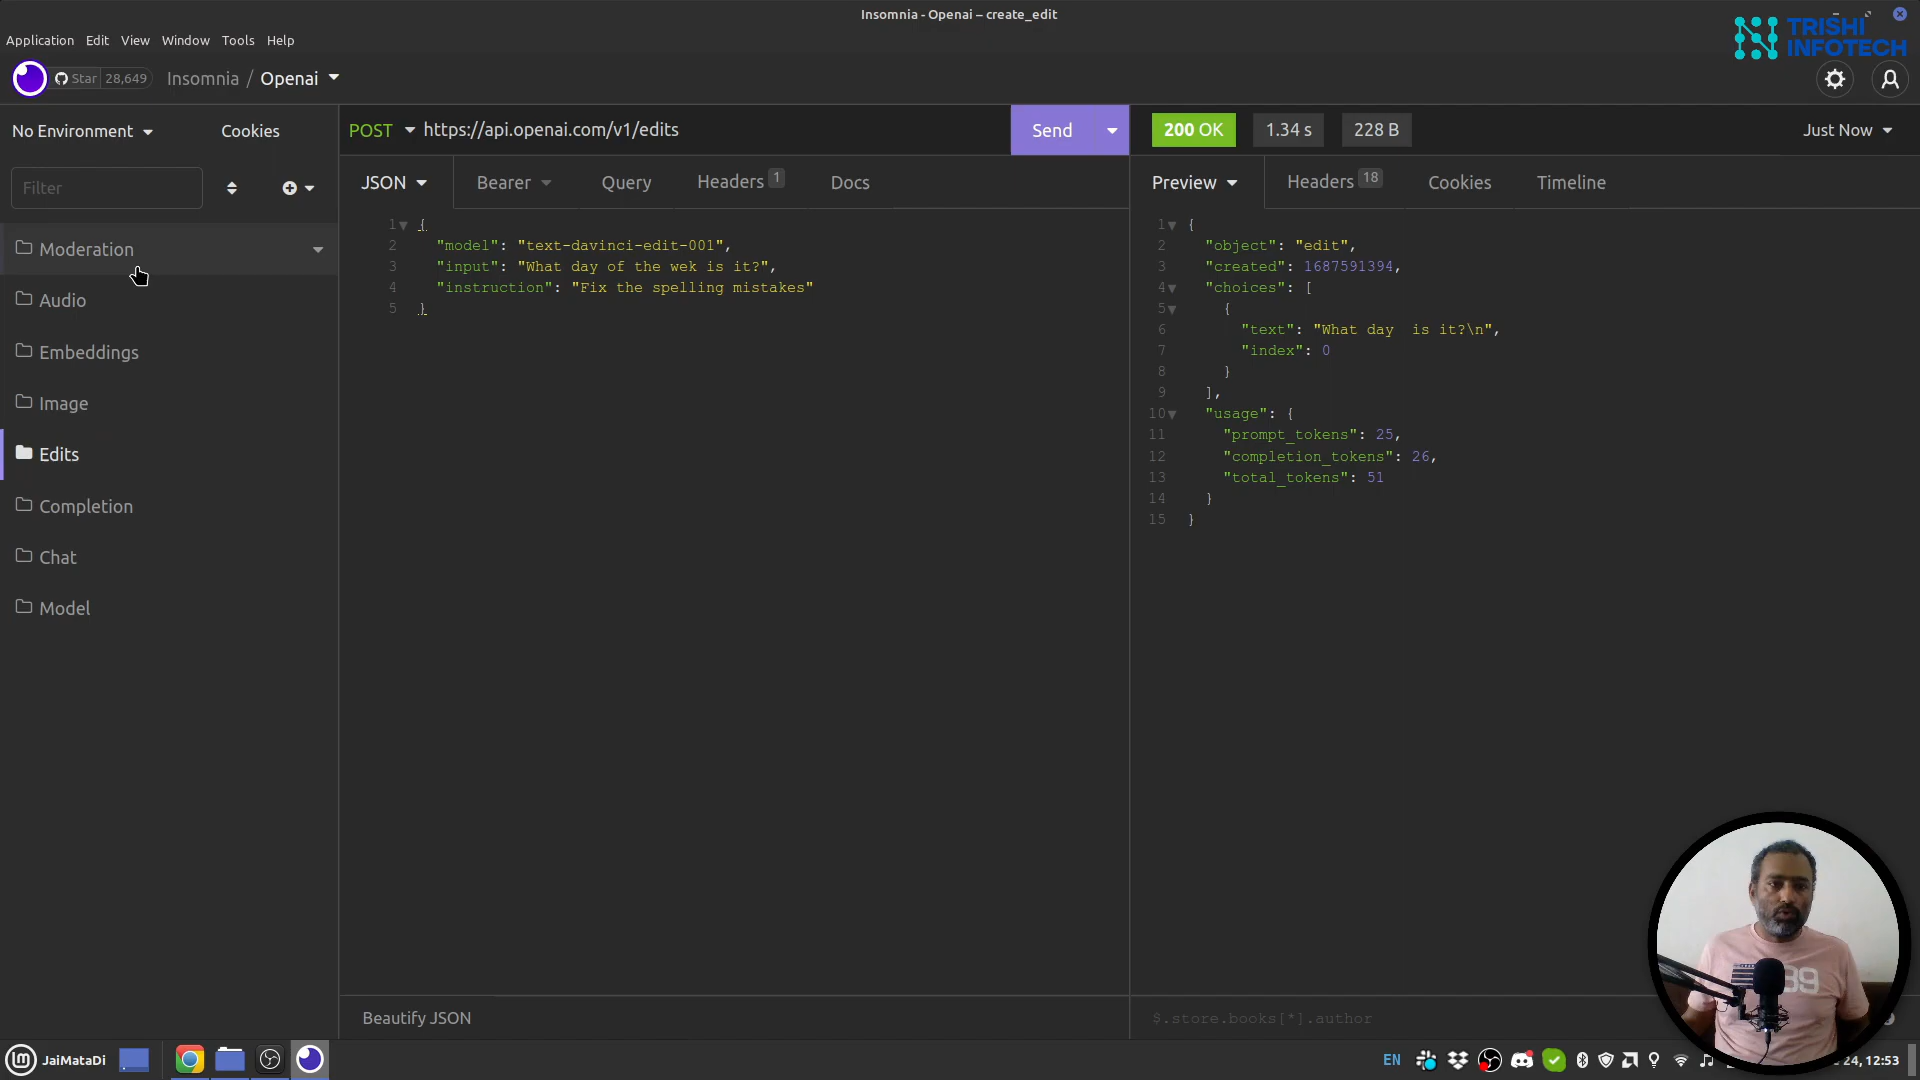 Insomnia - Openai – create_edit
Application Edit View Window Tools Help
TRISHI
INFOTECH
Star 28,649 Insomnia / Openai
No Environment Cookies
POST https://api.openai.com/v1/edits Send
200 OK 1.34 s 228 B Just Now
Filter
JSON Bearer Query Headers 1 Docs
Preview Headers 18 Cookies Timeline
Moderation
Audio
Embeddings
Image
Edits
Completion
Chat
Model
1 {
2 "model": "text-davinci-edit-001",
3 "input": "What day of the wek is it?",
4 "instruction": "Fix the spelling mistakes"
5 }
1 {
2 "object": "edit",
3 "created": 1687591394,
4 "choices": [
5 {
6 "text": "What day  is it?\n",
7 "index": 0
8 }
9 ],
10 "usage": {
11 "prompt_tokens": 25,
12 "completion_tokens": 26,
13 "total_tokens": 51
14 }
15 }
Beautify JSON
$.store.books[*].author
39
JaiMataDi
EN
24, 12:53